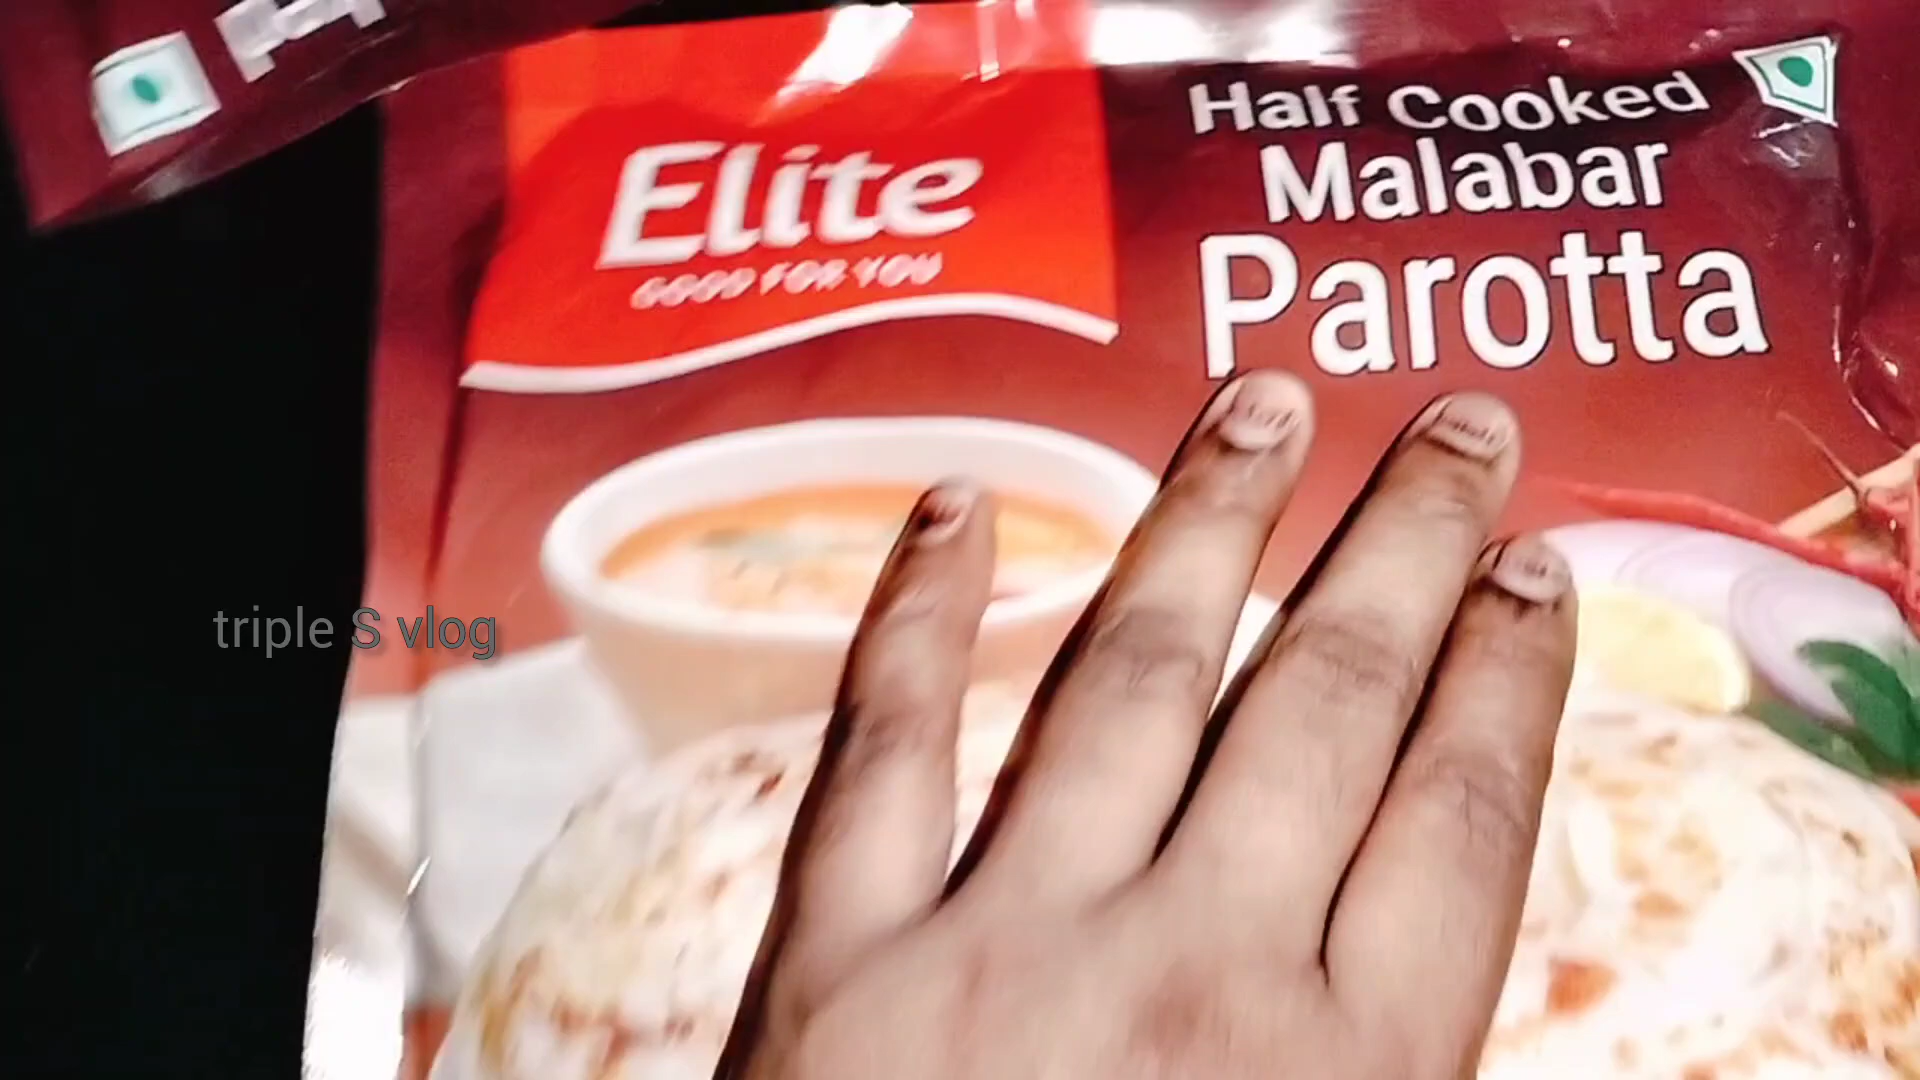 Elite
GOOD FOR YOU
Half Cooked
Malabar
Parotta
triple S vlog